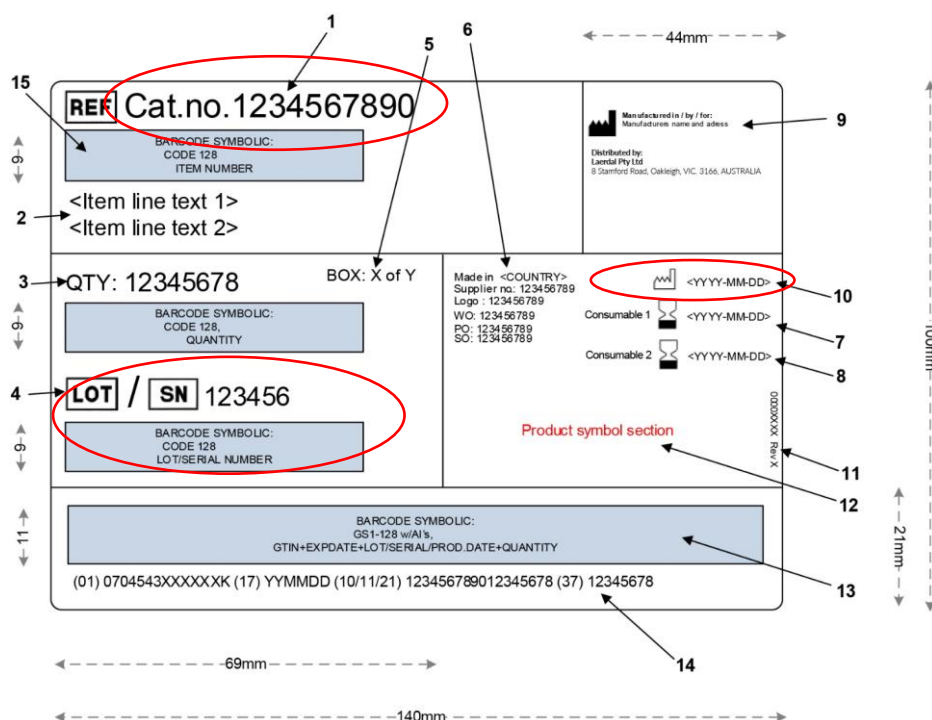 1
6
5
44mm
15
REF Cat.no.1234567890
BARCODE SYMBOLIC:
CODE 128
ITEM NUMBER
9
Manufactured in / by / for:
Manufacturers name and adress
Distributed by:
Laerdal Pty Ltd
8 Stamford Road, Oakleigh, VIC. 3166, AUSTRALIA
9
2
<Item line text 1>
<Item line text 2>
3
QTY: 12345678
BOX: X of Y
BARCODE SYMBOLIC:
CODE 128,
QUANTITY
9
Made in <COUNTRY>
Supplier no.: 123456789
Logo : 123456789
WO: 123456789
PO: 123456789
SO: 123456789
<YYYY-MM-DD>
10
Consumable 1 <YYYY-MM-DD>
7
Consumable 2 <YYYY-MM-DD>
8
100mm
4
LOT / SN 123456
BARCODE SYMBOLIC:
CODE 128
LOT/SERIAL NUMBER
9
Product symbol section
Rev X
11
12
11
BARCODE SYMBOLIC:
GS1-128 w/AI's,
GTIN+EXPDATE+LOT/SERIAL/PROD.DATE+QUANTITY
13
21mm
(01) 0704543XXXXXXK (17) YYMMDD (10/11/21) 123456789012345678 (37) 12345678
14
69mm
140mm